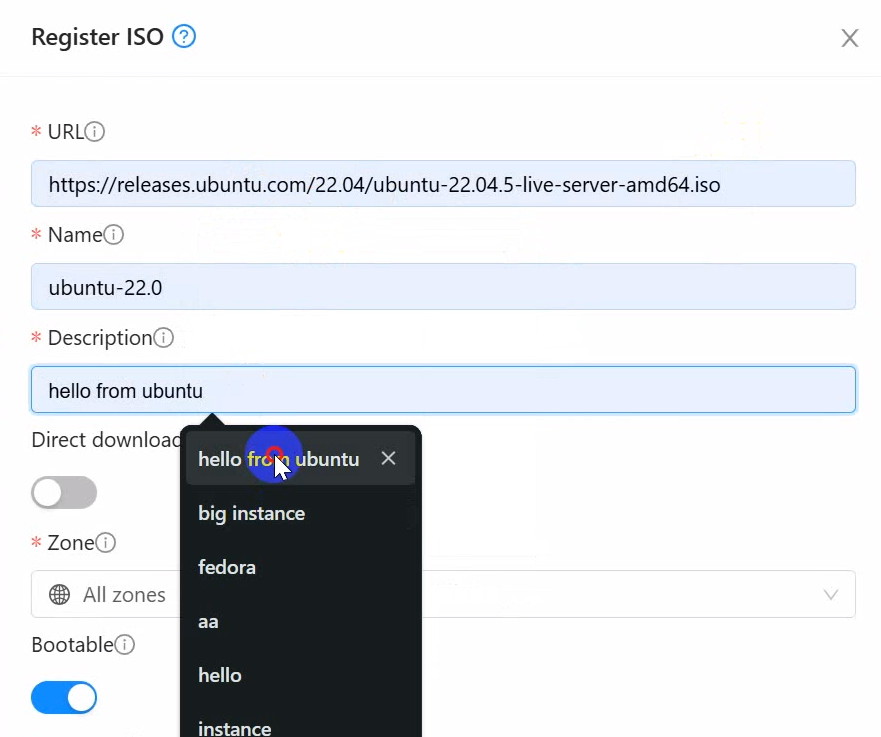 Register ISO ?
* URL
https://releases.ubuntu.com/22.04/ubuntu-22.04.5-live-server-amd64.iso
* Name
ubuntu-22.0
* Description
hello from ubuntu
Direct download
hello from ubuntu
big instance
fedora
* Zone
All zones
aa
Bootable
hello
instance